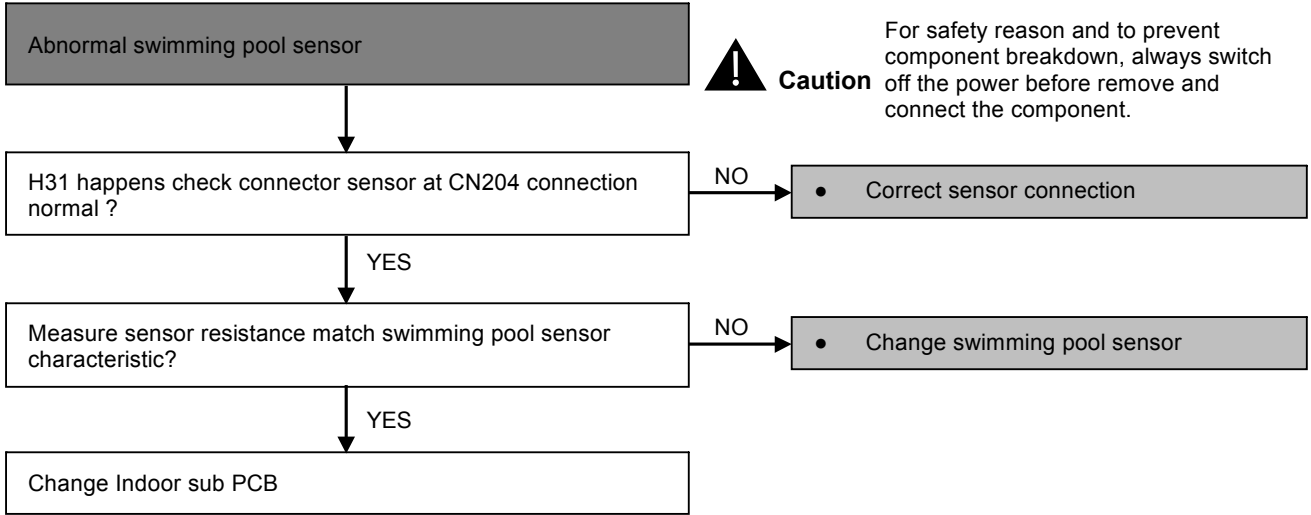 Abnormal swimming pool sensor
Caution
For safety reason and to prevent
component breakdown, always switch
off the power before remove and
connect the component.
H31 happens check connector sensor at CN204 connection
normal ?
NO
● Correct sensor connection
YES
Measure sensor resistance match swimming pool sensor
characteristic?
NO
● Change swimming pool sensor
YES
Change Indoor sub PCB